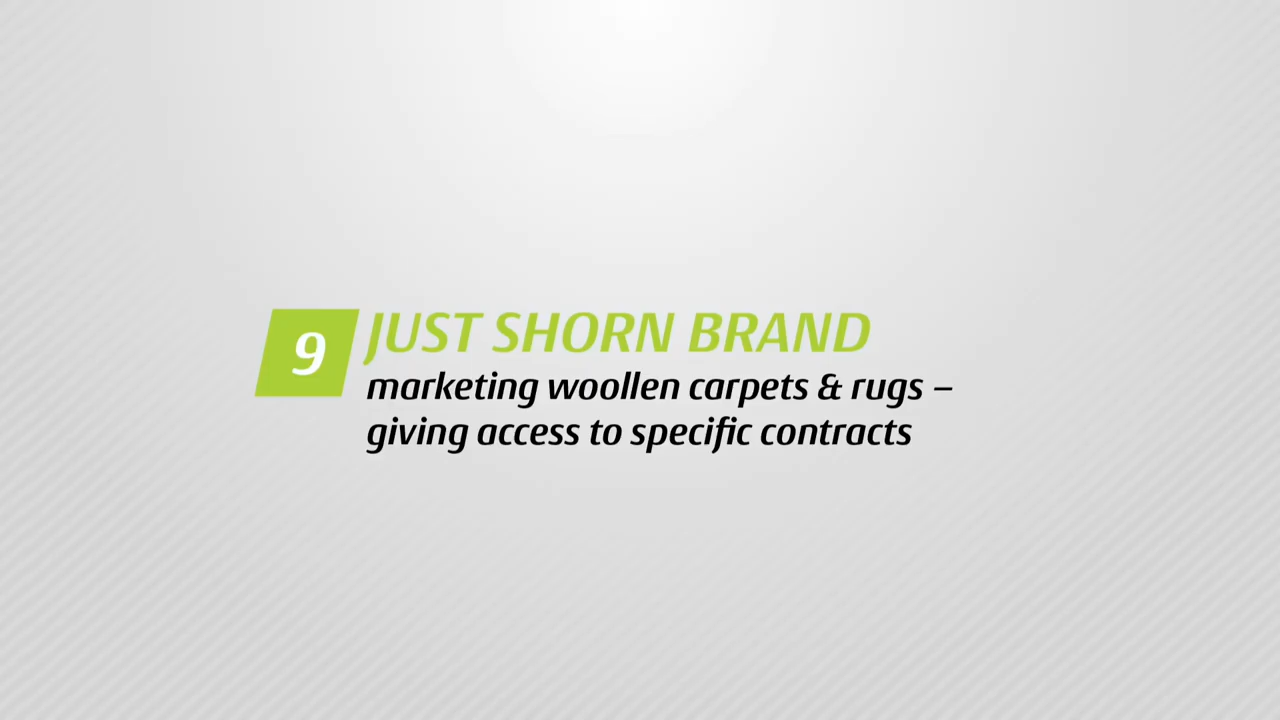 9 JUST SHORN BRAND
marketing woollen carpets & rugs –
giving access to specific contracts